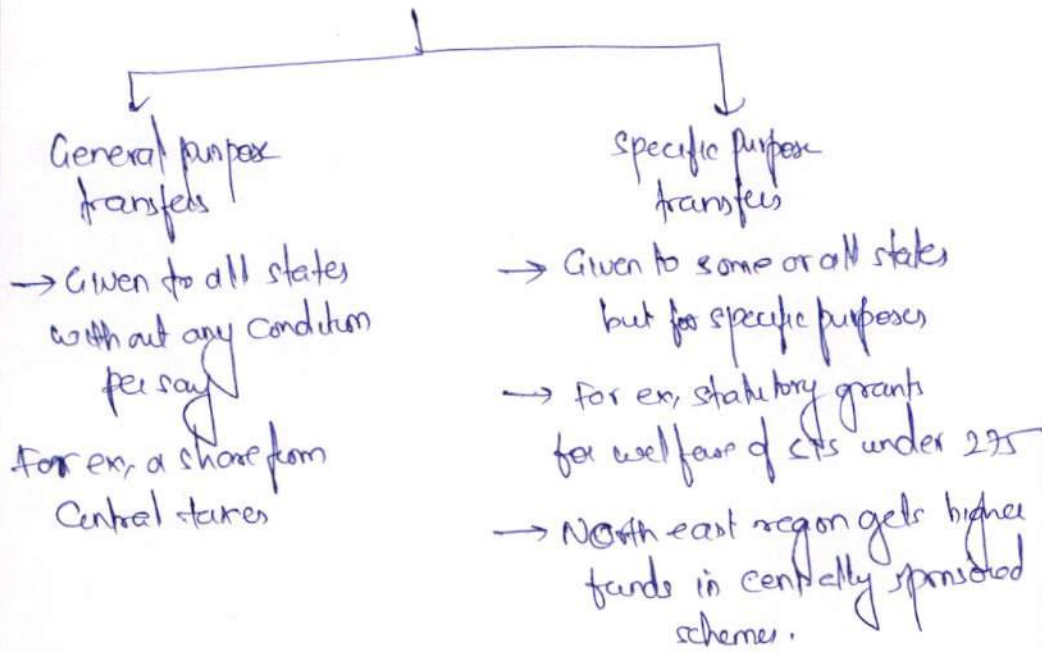 General purpose
transfers
→ Given to all states
without any condition
per say
For ex, a share from
Central taxes
specific purpose
transfers
→ Given to some or all states
but for specific purposes
→ For ex, statutory grants
for welfare of STs under 275
→ North east region gets higher
funds in centrally sponsored
schemes.